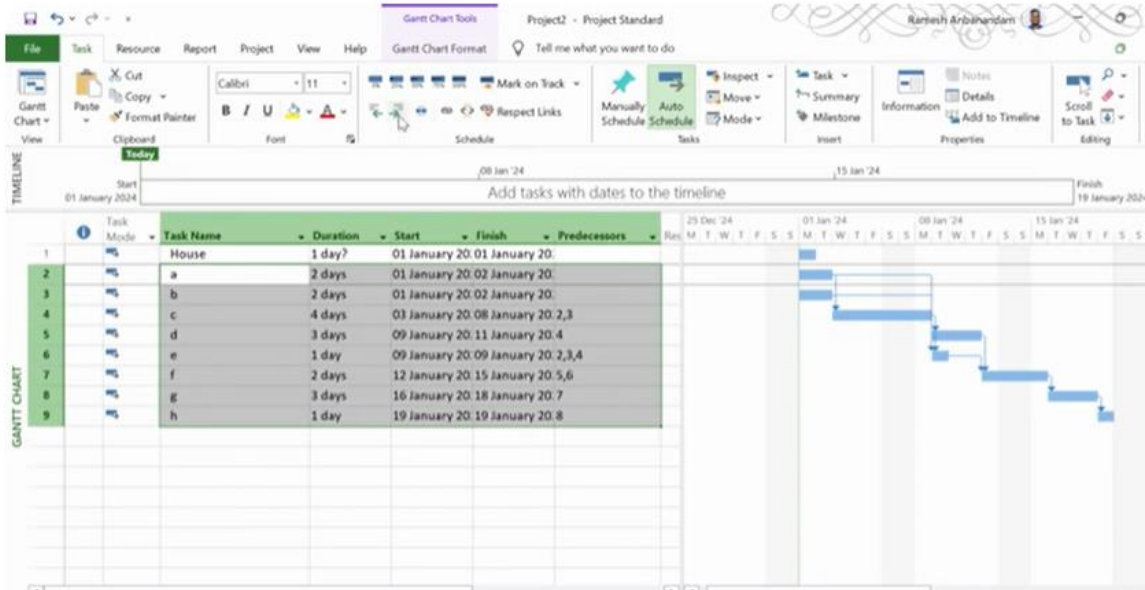 Gantt Chart Tools
Project2 - Project Standard
Ramesh Anbanandam
File Task Resource Report Project View Help Gantt Chart Format Tell me what you want to do
Gantt Chart
View
Paste
Cut
Copy
Format Painter
Clipboard
Calibri 11
B I U A
Font
Mark on Track
Respect Links
Schedule
Manually Schedule
Auto Schedule
Inspect
Move
Mode
Tasks
Task
Summary
Milestone
Insert
Information
Notes
Details
Add to Timeline
Properties
Scroll to Task
Editing
TIMELINE
Today
Start
01 January 2024
08 Jan '24
15 Jan '24
Add tasks with dates to the timeline
Finish
19 January 2024
GANTT CHART
Task Mode Task Name Duration Start Finish Predecessors Res
25 Dec '24 01 Jan '24 08 Jan '24 15 Jan '24
M T W T F S S M T W T F S S M T W T F S S M T W T F S S
1 House 1 day? 01 January 20 01 January 20
2 a 2 days 01 January 20 02 January 20
3 b 2 days 01 January 20 02 January 20
4 c 4 days 03 January 20 08 January 20 2,3
5 d 3 days 09 January 20 11 January 20 4
6 e 1 day 09 January 20 09 January 20 2,3,4
7 f 2 days 12 January 20 15 January 20 5,6
8 g 3 days 16 January 20 18 January 20 7
9 h 1 day 19 January 20 19 January 20 8